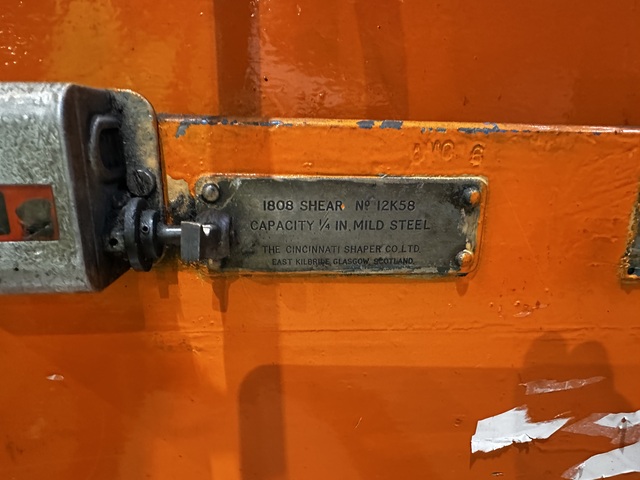 1808 SHEAR. Nº 12K58
CAPACITY ¼ IN. MILD STEEL
THE CINCINNATI SHAPER CO. LTD.
EAST KILBRIDE, GLASGOW, SCOTLAND.